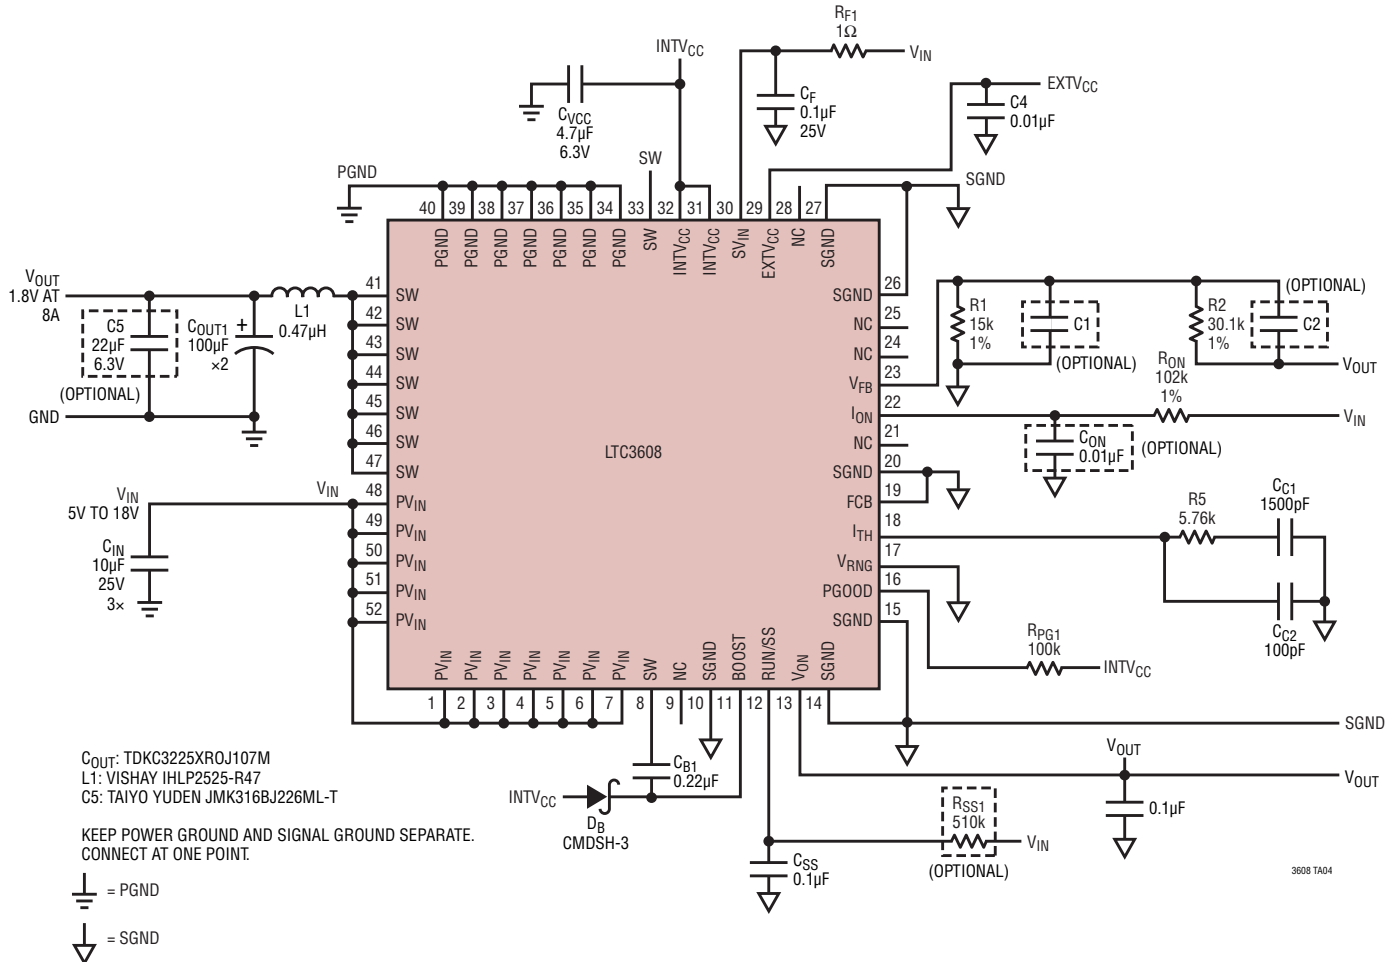 RF1
1Ω
VIN
INTVCC
CVCC
4.7µF
6.3V
CF
0.1µF
25V
EXTVCC
C4
0.01µF
PGND
SW
SGND
40 39 38 37 36 35 34 33 32 31 30 29 28 27
PGND PGND PGND PGND PGND PGND PGND SW INTVCC INTVCC SVIN EXTVCC NC SGND
VOUT
1.8V AT
8A
C5
22µF
6.3V
(OPTIONAL)
COUT1
100µF
×2
+
L1
0.47µH
GND
41 SW
42 SW
43 SW
44 SW
45 SW
46 SW
47 SW
48 PVIN
49 PVIN
50 PVIN
51 PVIN
52 PVIN
VIN
VIN
5V TO 18V
CIN
10µF
25V
3×
LTC3608
SGND 26
NC 25
NC 24
VFB 23
ION 22
NC 21
SGND 20
FCB 19
ITH 18
VRNG 17
PGOOD 16
SGND 15
R1
15k
1%
C1
(OPTIONAL)
R2
30.1k
1%
(OPTIONAL)
C2
VOUT
RON
102k
1%
VIN
CON
0.01µF
(OPTIONAL)
R5
5.76k
CC1
1500pF
CC2
100pF
RPG1
100k
INTVCC
PVIN PVIN PVIN PVIN PVIN PVIN PVIN SW NC SGND BOOST RUN/SS VON SGND
1 2 3 4 5 6 7 8 9 10 11 12 13 14
SGND
VOUT
VOUT
0.1µF
CB1
0.22µF
INTVCC
DB
CMDSH-3
RSS1
510k
VIN
(OPTIONAL)
CSS
0.1µF
COUT: TDKC3225XROJ107M
L1: VISHAY IHLP2525-R47
C5: TAIYO YUDEN JMK316BJ226ML-T
KEEP POWER GROUND AND SIGNAL GROUND SEPARATE.
CONNECT AT ONE POINT.
= PGND
= SGND
3608 TA04